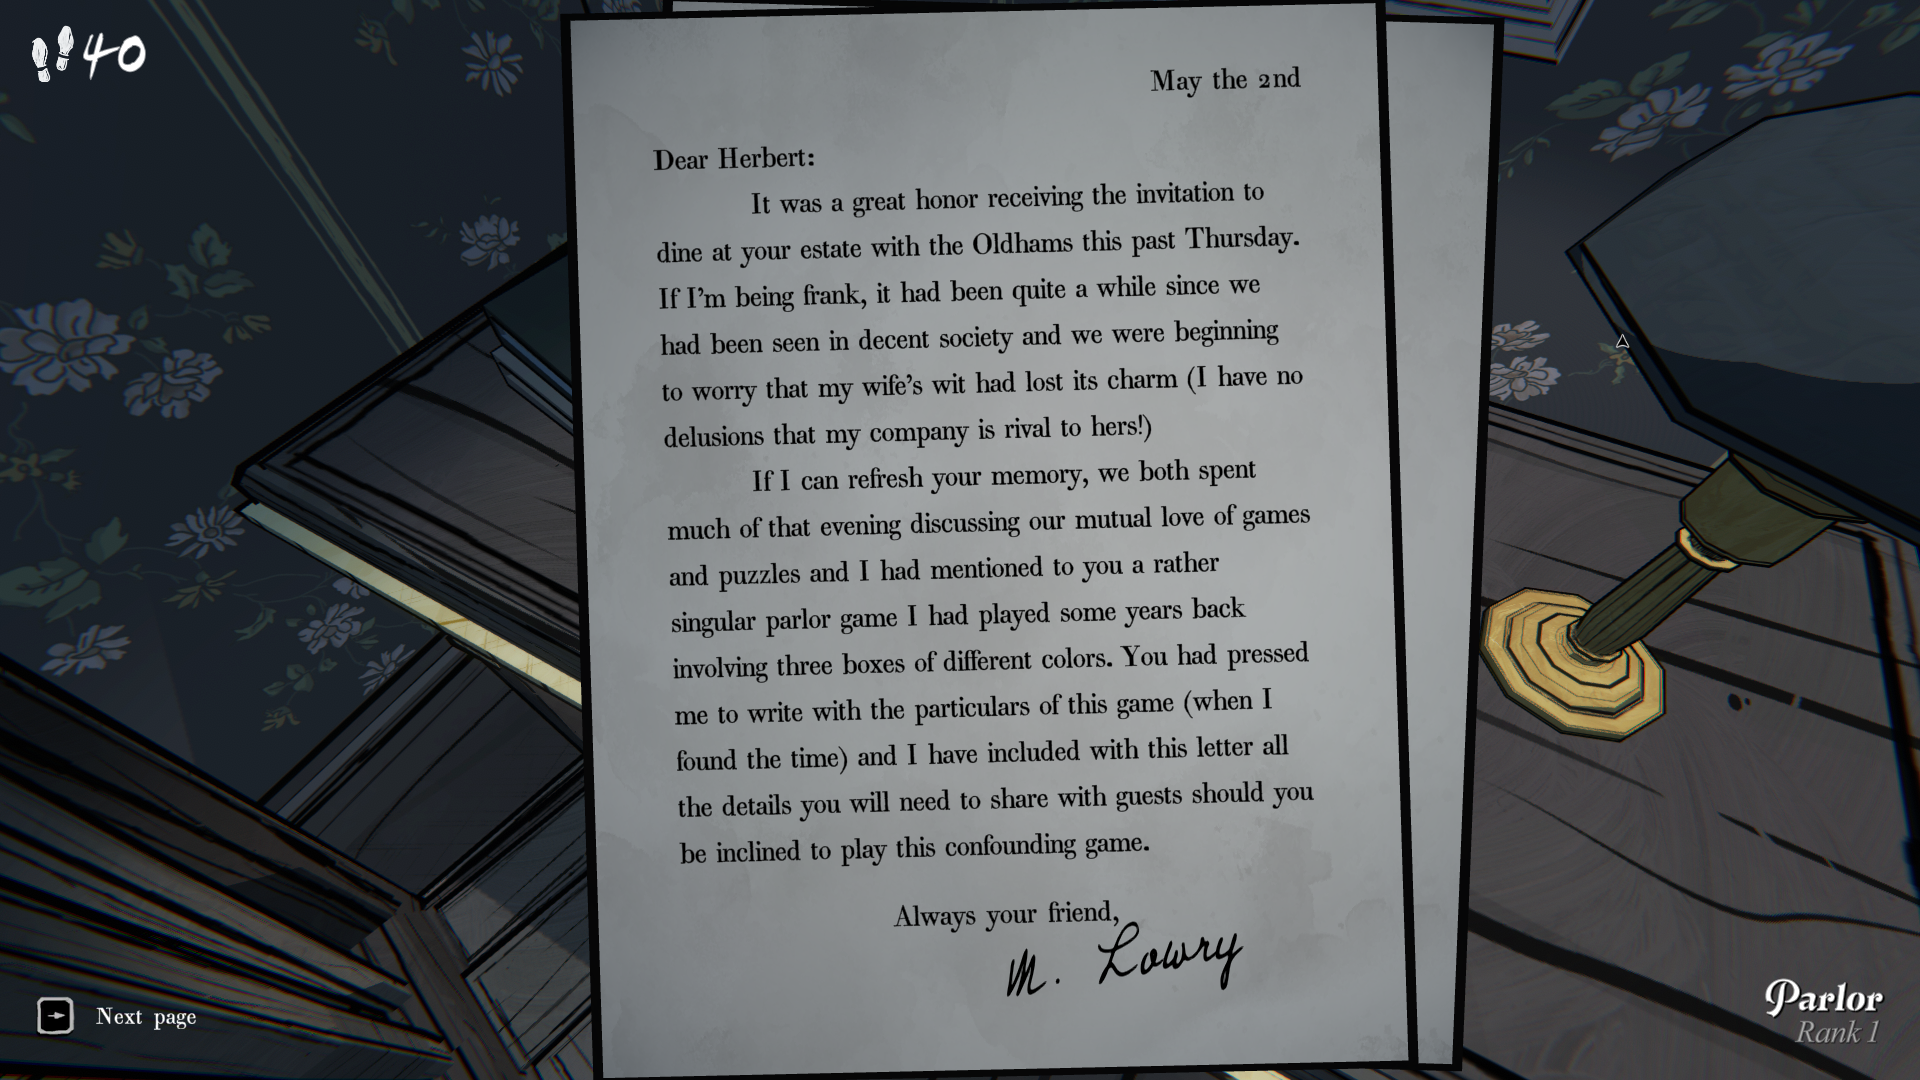 40
May the 2nd
Dear Herbert:
It was a great honor receiving the invitation to
dine at your estate with the Oldhams this past Thursday.
If I'm being frank, it had been quite a while since we
had been seen in decent society and we were beginning
to worry that my wife's wit had lost its charm (I have no
delusions that my company is rival to hers!)
If I can refresh your memory, we both spent
much of that evening discussing our mutual love of games
and puzzles and I had mentioned to you a rather
singular parlor game I had played some years back
involving three boxes of different colors. You had pressed
me to write with the particulars of this game (when I
found the time) and I have included with this letter all
the details you will need to share with guests should you
be inclined to play this confounding game.
Always your friend,
M. Lowry
Next page
Parlor
Rank 1